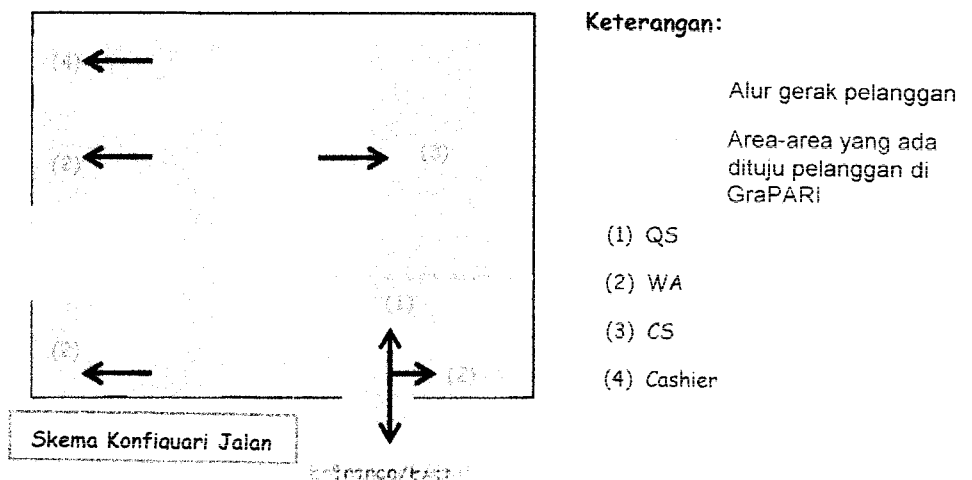 Keterangan:
Alur gerak pelanggan
Area-area yang ada
dituju pelanggan di
GraPARI
(1) QS
(2) WA
(3) CS
(4) Cashier
(4)
(2)
(3)
(1)
(2)
(2)
Skema Konfiguari Jalan